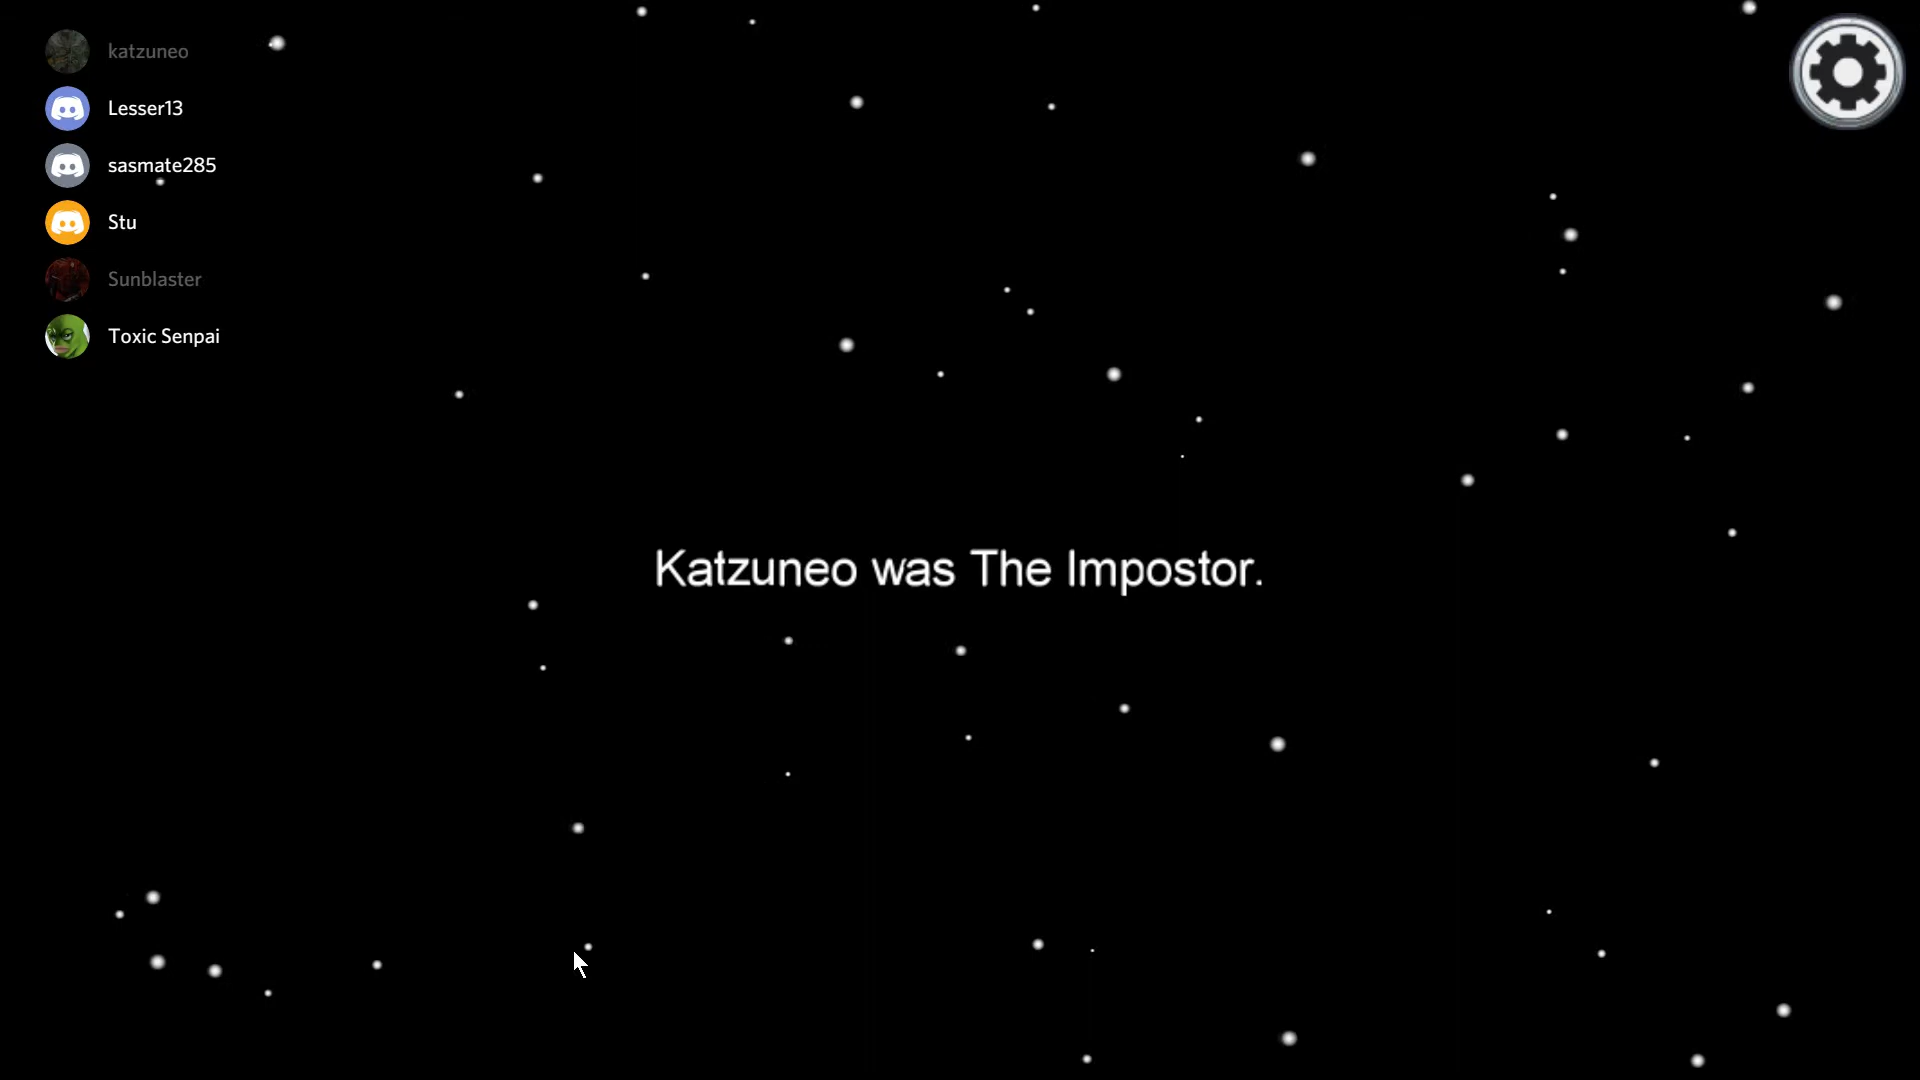 katzuneo
Lesser13
sasmate285
Stu
Sunblaster
Toxic Senpai
Katzuneo was The Impostor.